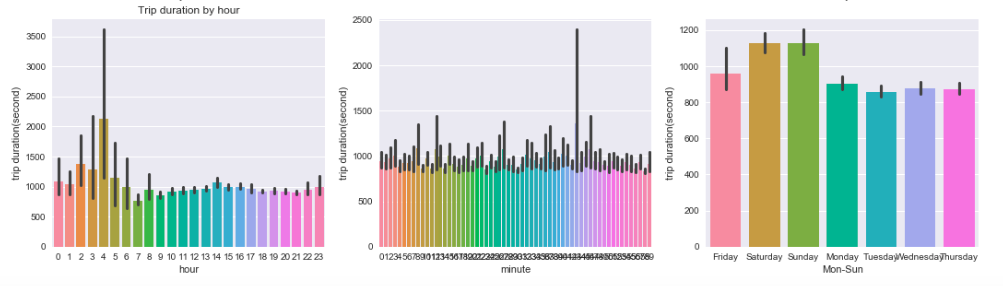 Trip duration by hour
trip duration(second)
3500
3000
2500
2000
1500
1000
500
0
0 1 2 3 4 5 6 7 8 9 10 11 12 13 14 15 16 17 18 19 20 21 22 23
hour
trip duration(second)
2500
2000
1500
1000
500
0
minute
trip duration(second)
1200
1000
800
600
400
200
0
Friday Saturday Sunday Monday Tuesday Wednesday Thursday
Mon-Sun